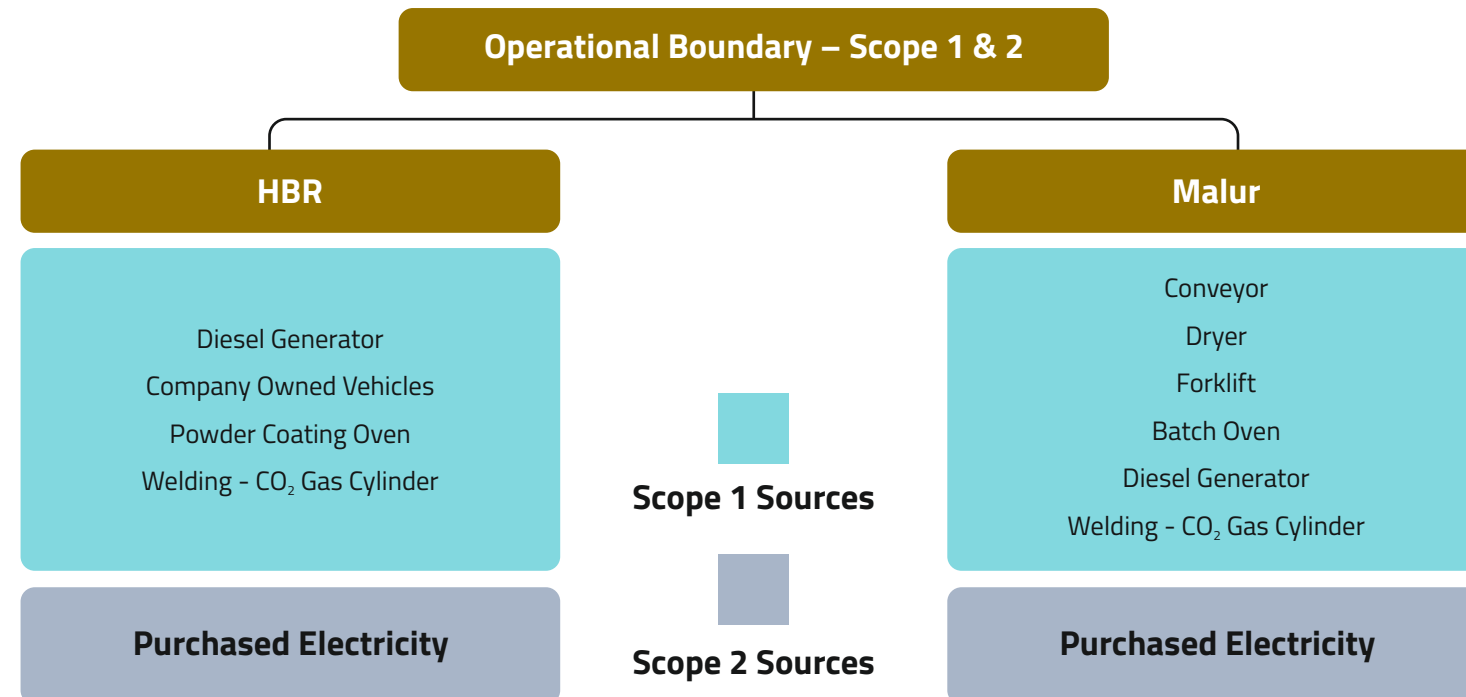 Operational Boundary – Scope 1 & 2
HBR
Diesel Generator
Company Owned Vehicles
Powder Coating Oven
Welding - CO₂ Gas Cylinder
Purchased Electricity
Scope 1 Sources
Scope 2 Sources
Malur
Conveyor
Dryer
Forklift
Batch Oven
Diesel Generator
Welding - CO₂ Gas Cylinder
Purchased Electricity